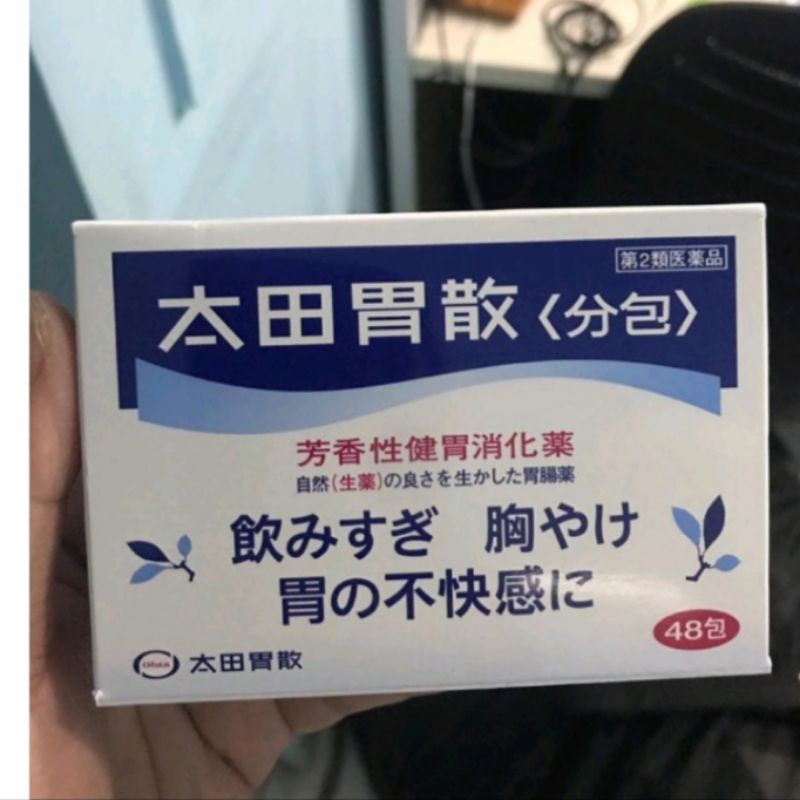 第2類医薬品
太田胃散〈分包〉
芳香性健胃消化薬
自然(生薬)の良さを生かした胃腸薬
飲みすぎ 胸やけ
胃の不快感に
48包
Ohta 太田胃散